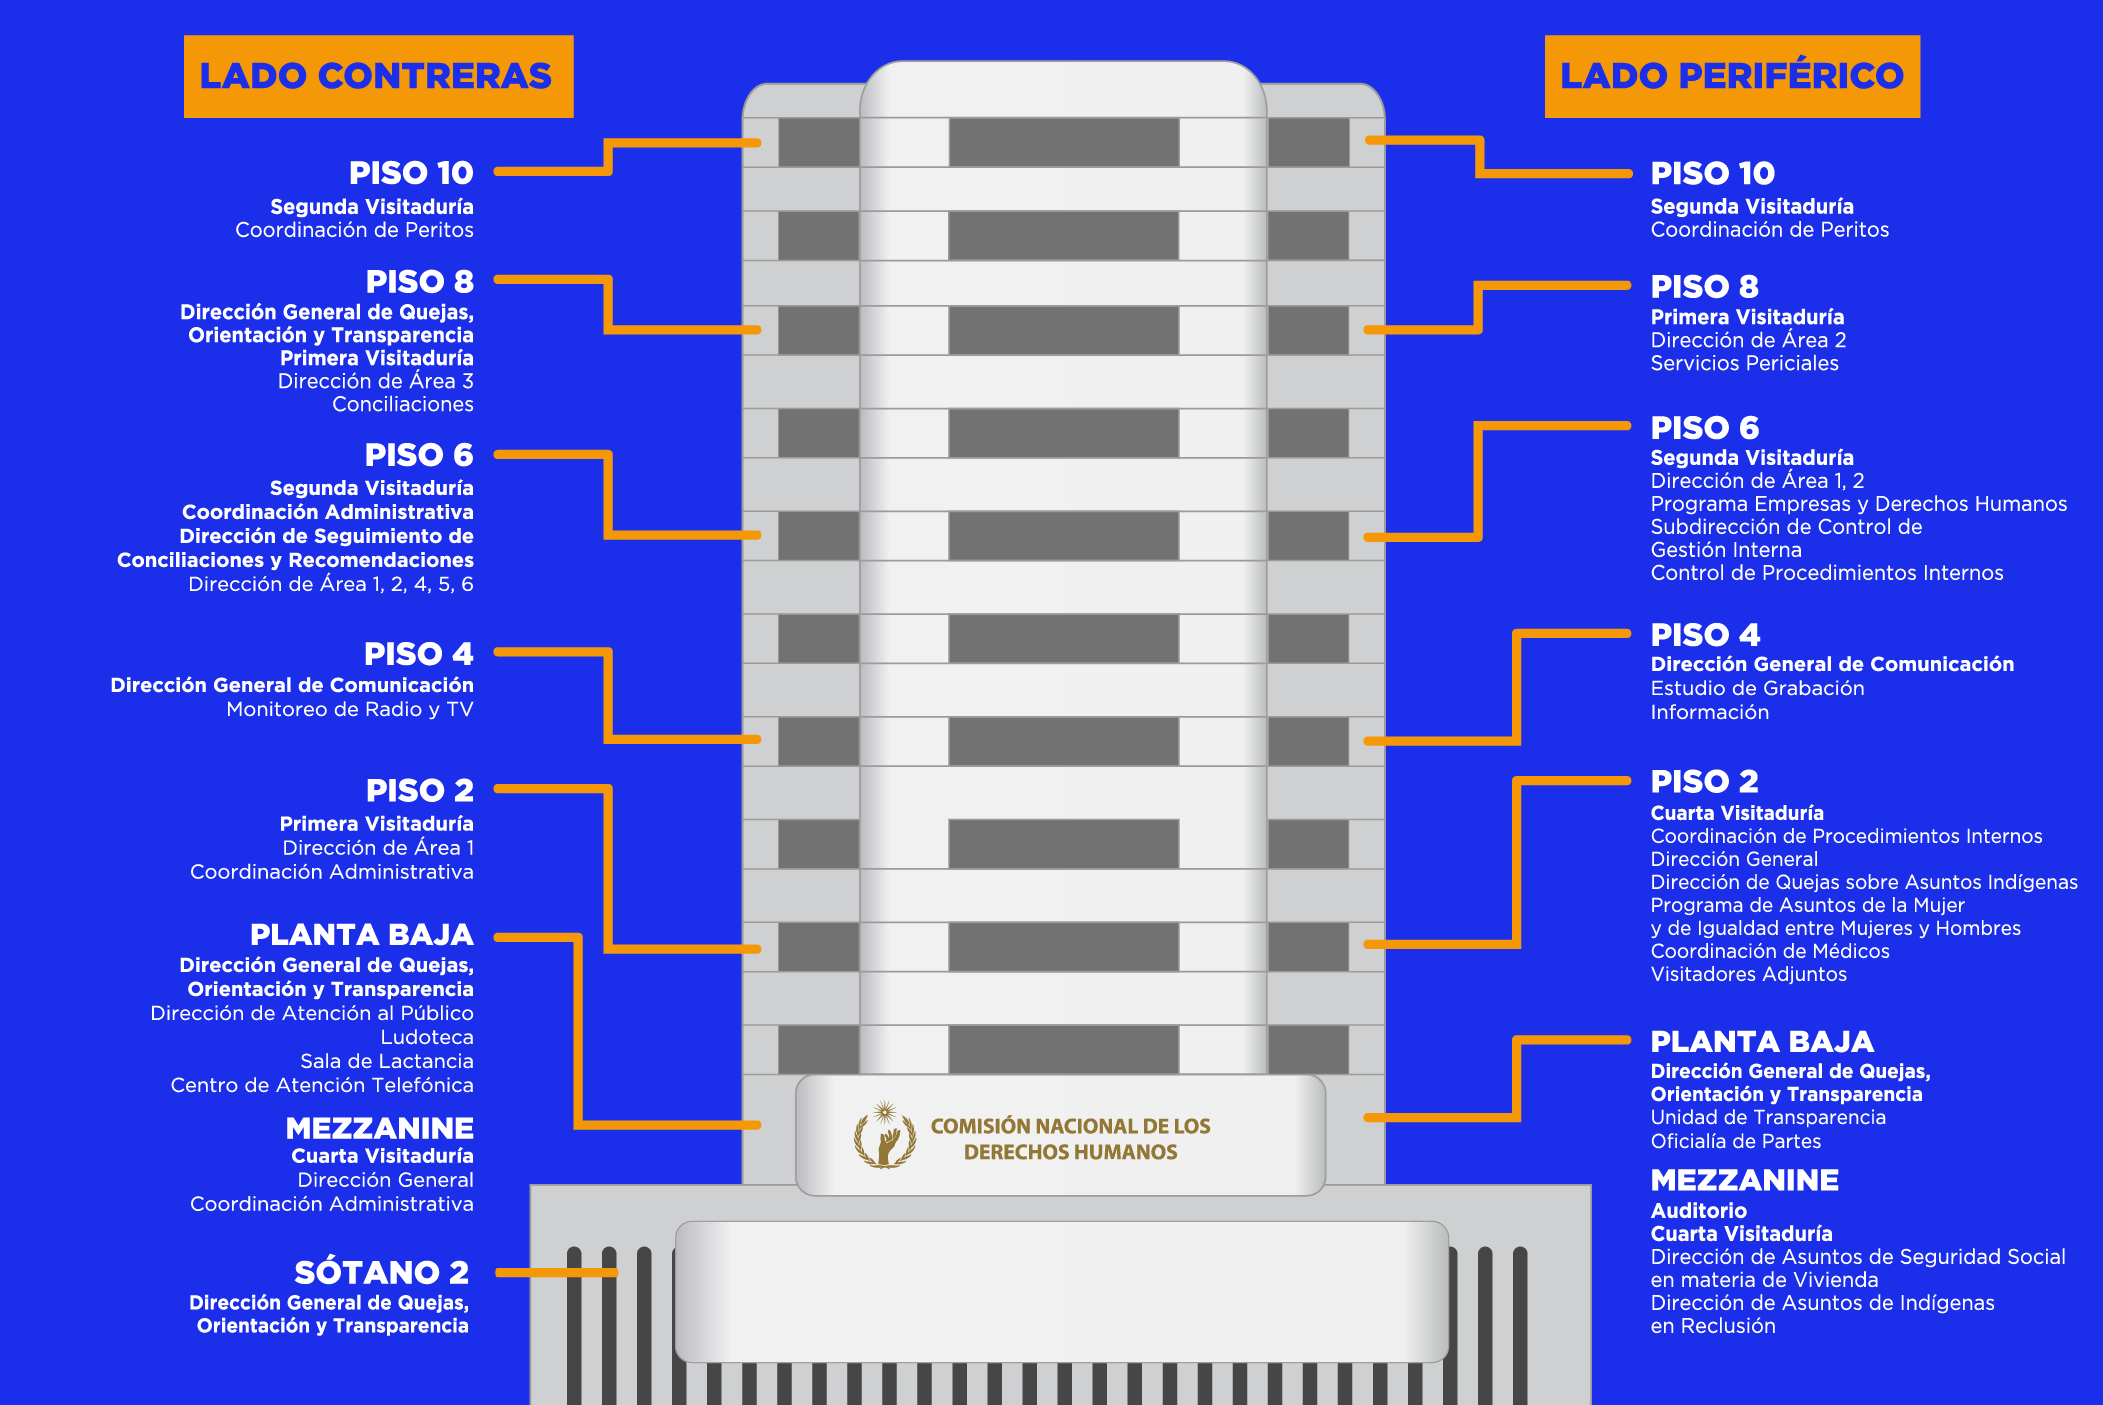 LADO CONTRERAS
PISO 10
Segunda Visitaduría
Coordinación de Peritos
PISO 8
Dirección General de Quejas,
Orientación y Transparencia
Primera Visitaduría
Dirección de Área 3
Conciliaciones
PISO 6
Segunda Visitaduría
Coordinación Administrativa
Dirección de Seguimiento de
Conciliaciones y Recomendaciones
Dirección de Área 1, 2, 4, 5, 6
PISO 4
Dirección General de Comunicación
Monitoreo de Radio y TV
PISO 2
Primera Visitaduría
Dirección de Área 1
Coordinación Administrativa
PLANTA BAJA
Dirección General de Quejas,
Orientación y Transparencia
Dirección de Atención al Público
Ludoteca
Sala de Lactancia
Centro de Atención Telefónica
MEZZANINE
Cuarta Visitaduría
Dirección General
Coordinación Administrativa
SÓTANO 2
Dirección General de Quejas,
Orientación y Transparencia
COMISIÓN NACIONAL DE LOS
DERECHOS HUMANOS
LADO PERIFÉRICO
PISO 10
Segunda Visitaduría
Coordinación de Peritos
PISO 8
Primera Visitaduría
Dirección de Área 2
Servicios Periciales
PISO 6
Segunda Visitaduría
Dirección de Área 1, 2
Programa Empresas y Derechos Humanos
Subdirección de Control de
Gestión Interna
Control de Procedimientos Internos
PISO 4
Dirección General de Comunicación
Estudio de Grabación
Información
PISO 2
Cuarta Visitaduría
Coordinación de Procedimientos Internos
Dirección General
Dirección de Quejas sobre Asuntos Indígenas
Programa de Asuntos de la Mujer
y de Igualdad entre Mujeres y Hombres
Coordinación de Médicos
Visitadores Adjuntos
PLANTA BAJA
Dirección General de Quejas,
Orientación y Transparencia
Unidad de Transparencia
Oficialía de Partes
MEZZANINE
Auditorio
Cuarta Visitaduría
Dirección de Asuntos de Seguridad Social
en materia de Vivienda
Dirección de Asuntos de Indígenas
en Reclusión